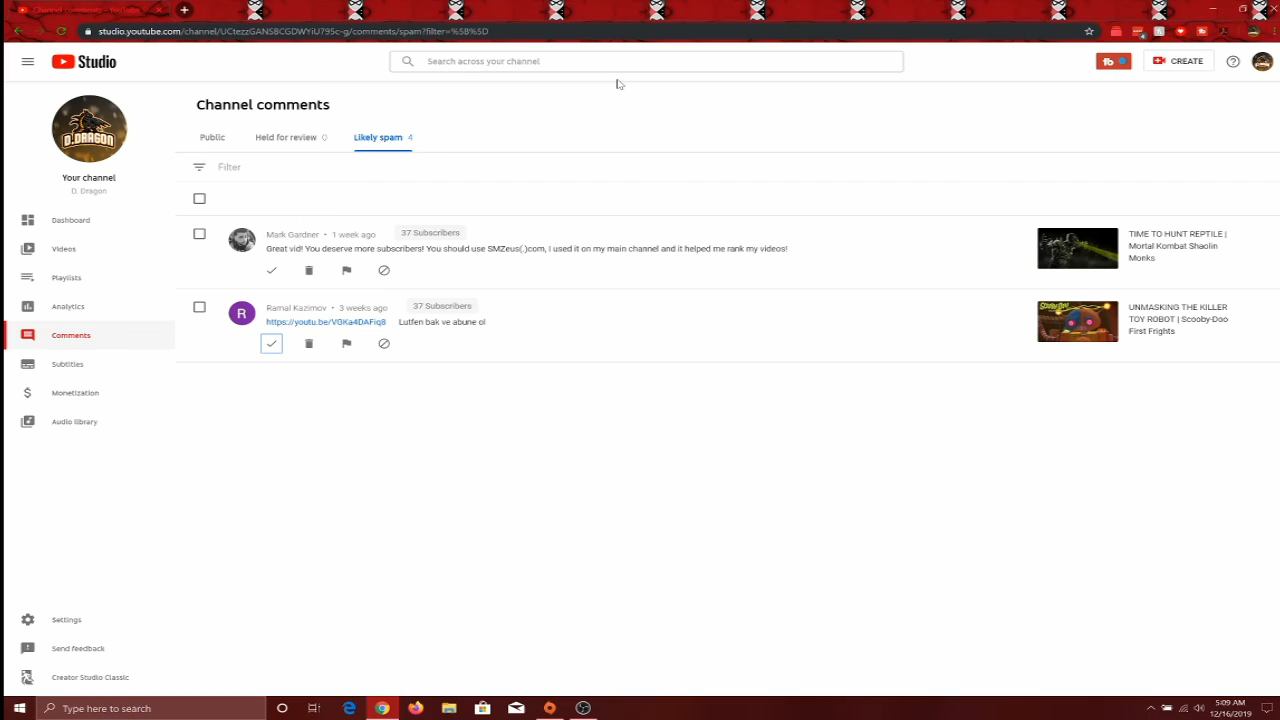 studio.youtube.com/channel/UCtezzGANS8CGDWYiU795c-g/comments/spam?filter=%5B%5D
Studio
Search across your channel
CREATE
D.DRAGON
Your channel
D. Dragon
Dashboard
Videos
Playlists
Analytics
Comments
Subtitles
Monetization
Audio library
Settings
Send feedback
Creator Studio Classic
Channel comments
Public
Held for review 0
Likely spam 4
Filter
Mark Gardner • 1 week ago 37 Subscribers
Great vid! You deserve more subscribers! You should use SMZeus(.)com, I used it on my main channel and it helped me rank my videos!
TIME TO HUNT REPTILE |
Mortal Kombat Shaolin
Monks
R
Ramal Kazimov • 3 weeks ago 37 Subscribers
https://youtu.be/VGKa4DAFiq8 Lutfen bak ve abune ol
UNMASKING THE KILLER
TOY ROBOT | Scooby-Doo
First Frights
Type here to search
5:09 AM
12/16/2019